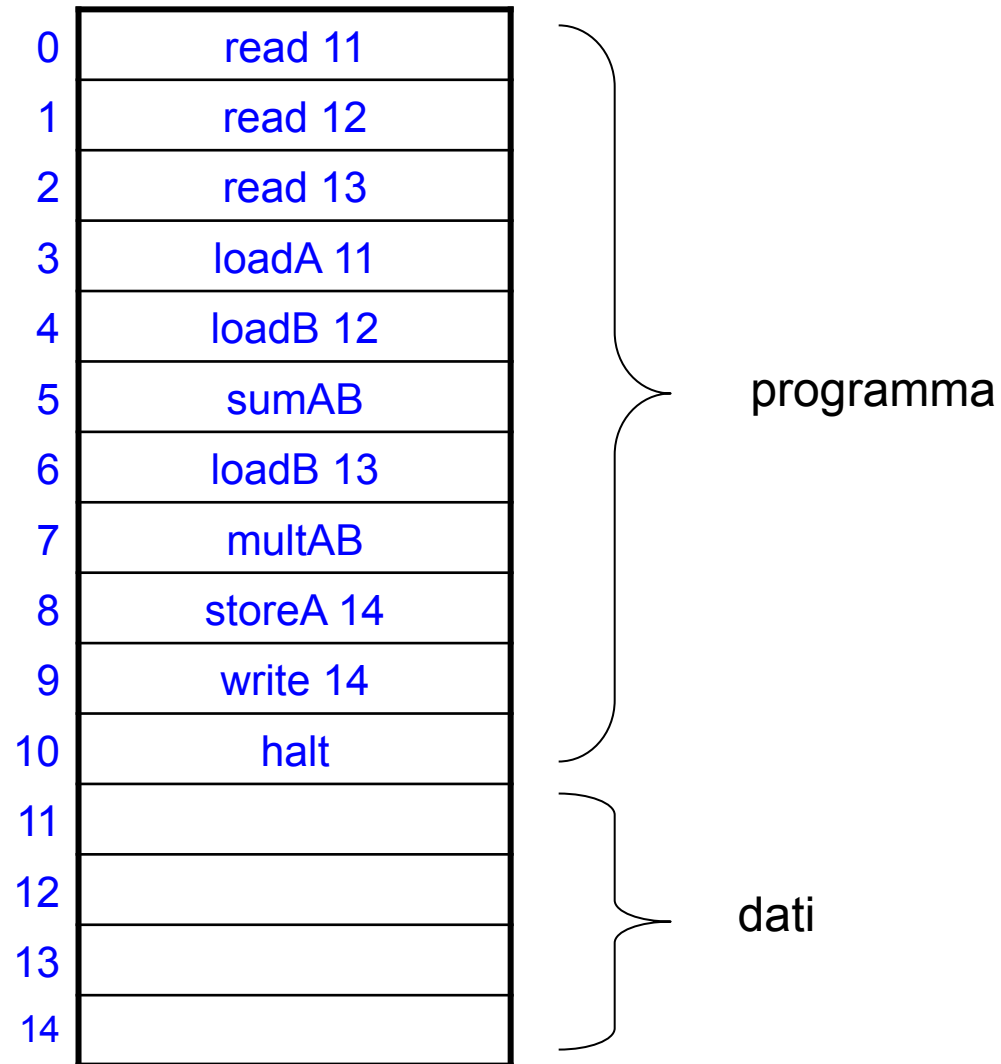 0 read 11
1 read 12
2 read 13
3 loadA 11
4 loadB 12
5 sumAB
programma
6 loadB 13
7 multAB
8 storeA 14
9 write 14
10 halt
11
12
dati
13
14